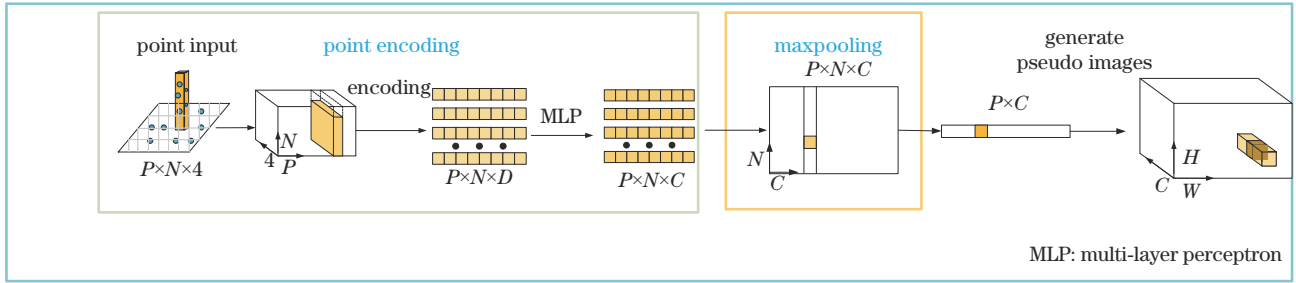 point input
P×N×4
4
N
P
point encoding
encoding
P×N×D
MLP
P×N×C
maxpooling
P×N×C
N
C
P×C
generate
pseudo images
C
H
W
MLP: multi-layer perceptron